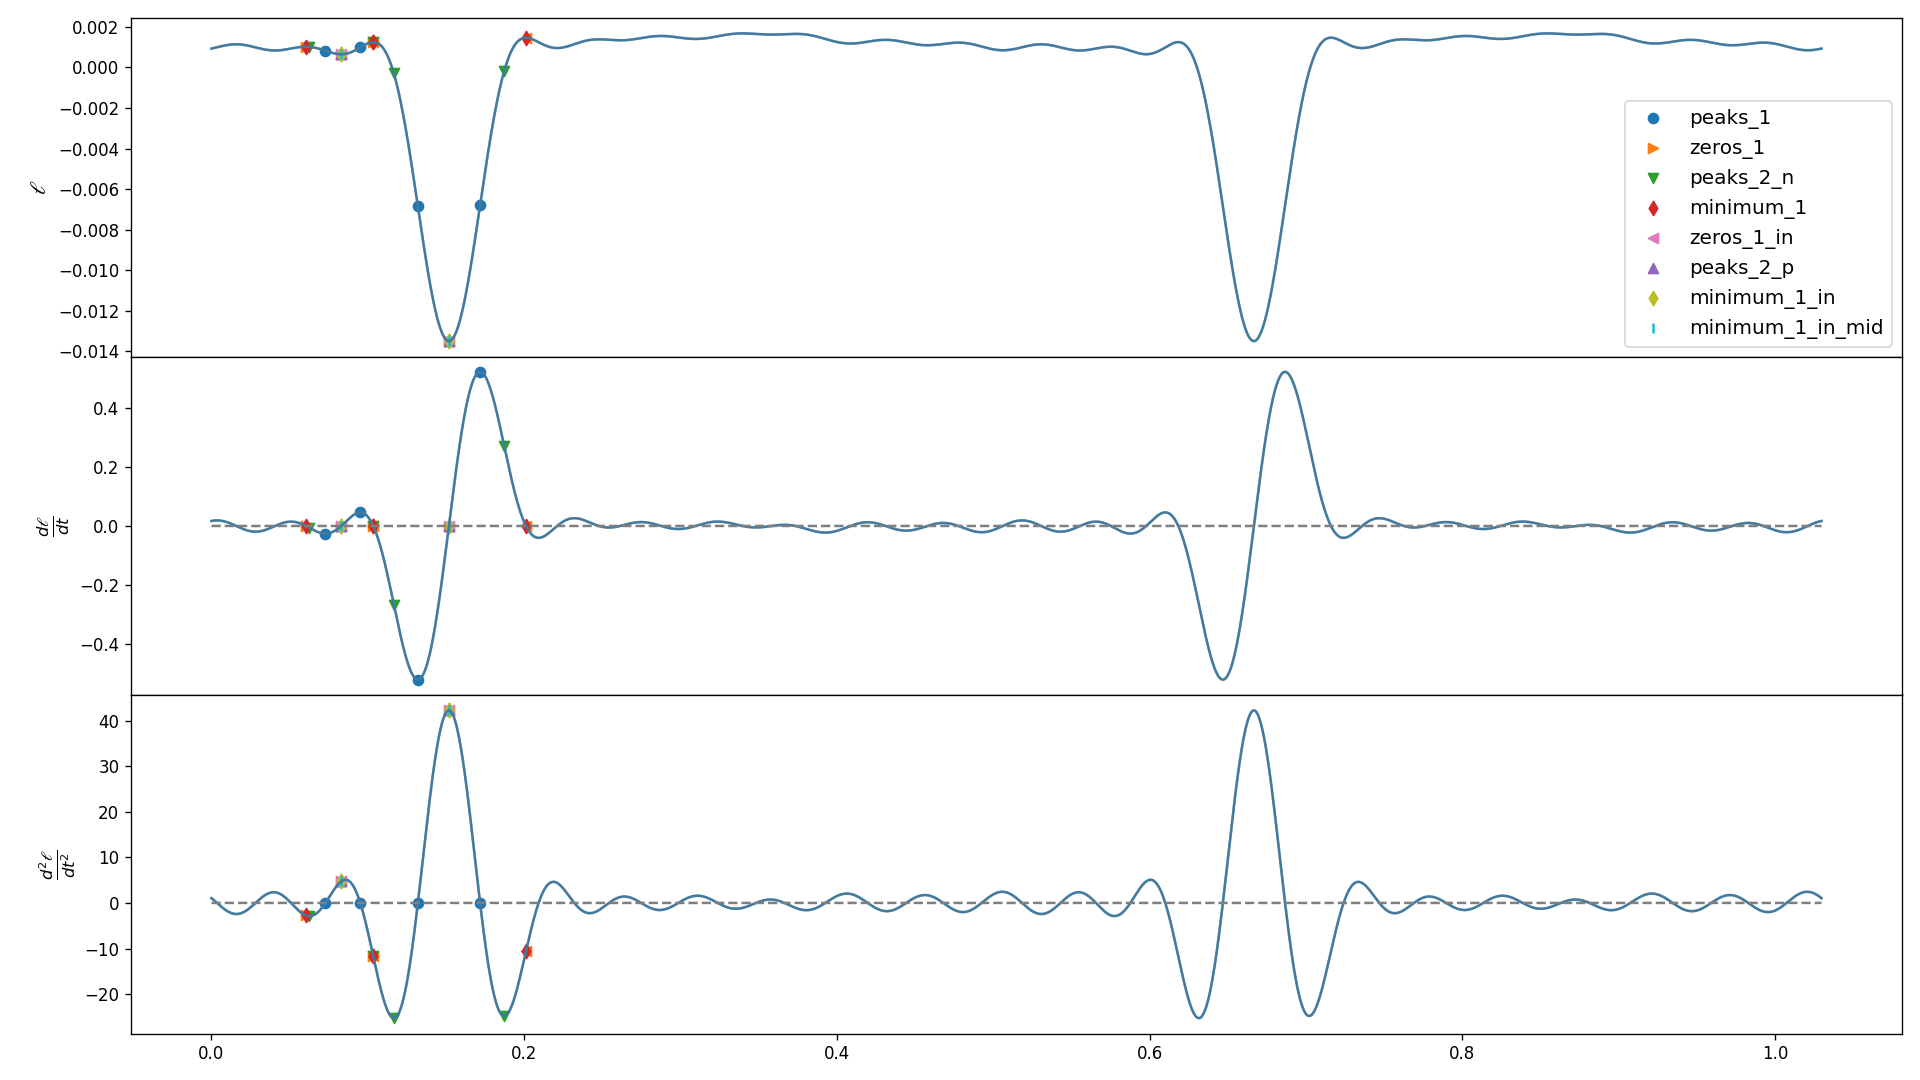 0.002
0.000
−0.002
−0.004
−0.006
−0.008
−0.010
−0.012
−0.014
ℓ
peaks_1
zeros_1
peaks_2_n
minimum_1
zeros_1_in
peaks_2_p
minimum_1_in
minimum_1_in_mid
0.4
0.2
0.0
−0.2
−0.4
dℓ
dt
40
30
20
10
0
−10
−20
d²ℓ
dt²
0.0 0.2 0.4 0.6 0.8 1.0